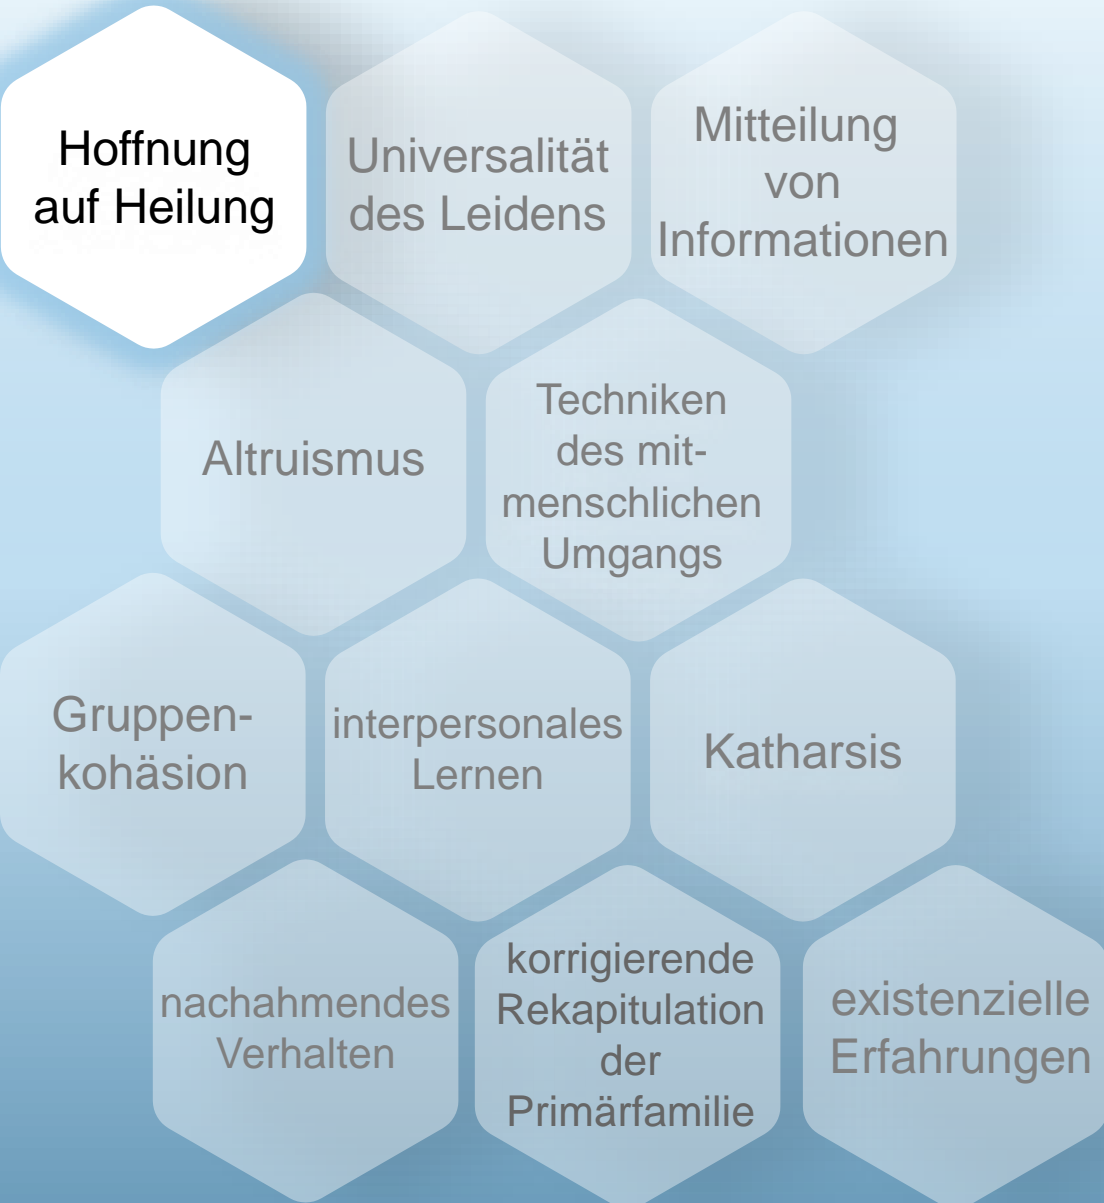 Hoffnung
auf Heilung
Universalität
des Leidens
Mitteilung
von
Informationen
Altruismus
Techniken
des mit-
menschlichen
Umgangs
Gruppen-
kohäsion
interpersonales
Lernen
Katharsis
nachahmendes
Verhalten
korrigierende
Rekapitulation
der
Primärfamilie
existenzielle
Erfahrungen